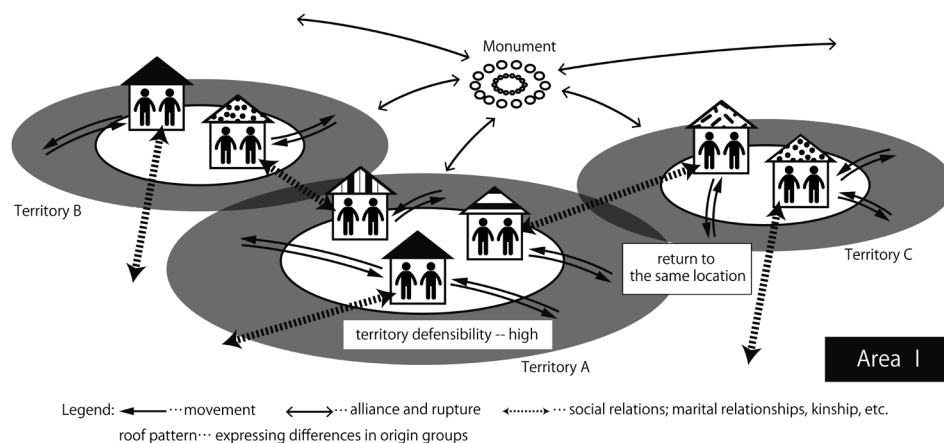 Monument
Territory B
Territory C
return to
the same location
territory defensibility -- high
Territory A
Area I
Legend: ···movement ···alliance and rupture ··· social relations; marital relationships, kinship, etc.
roof pattern··· expressing differences in origin groups